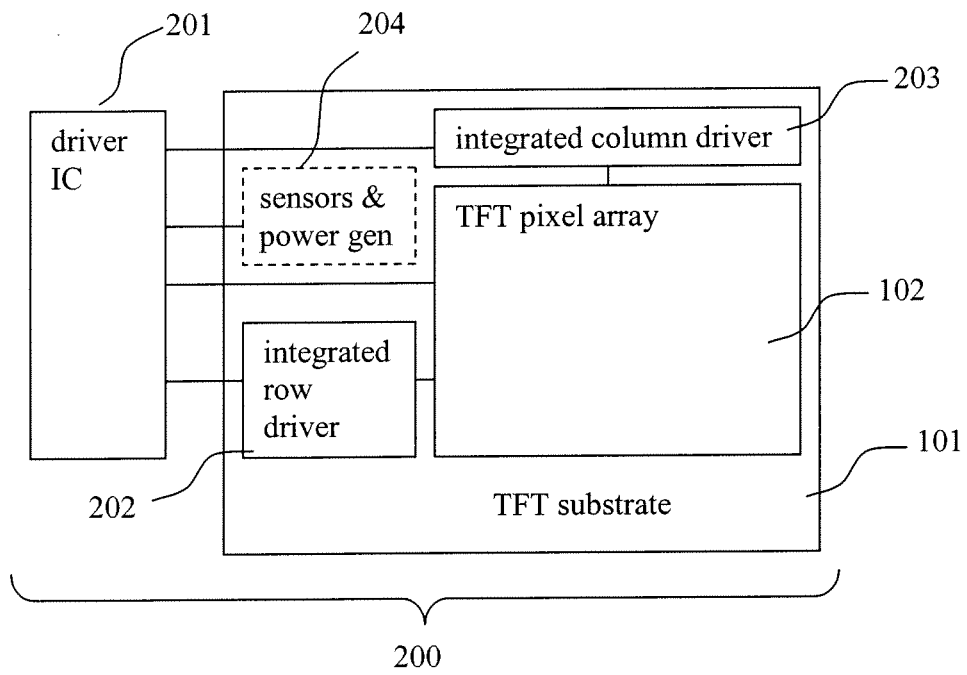 201
204
203
driver
IC
integrated column driver
sensors &
power gen
TFT pixel array
102
integrated
row
driver
101
202
TFT substrate
200